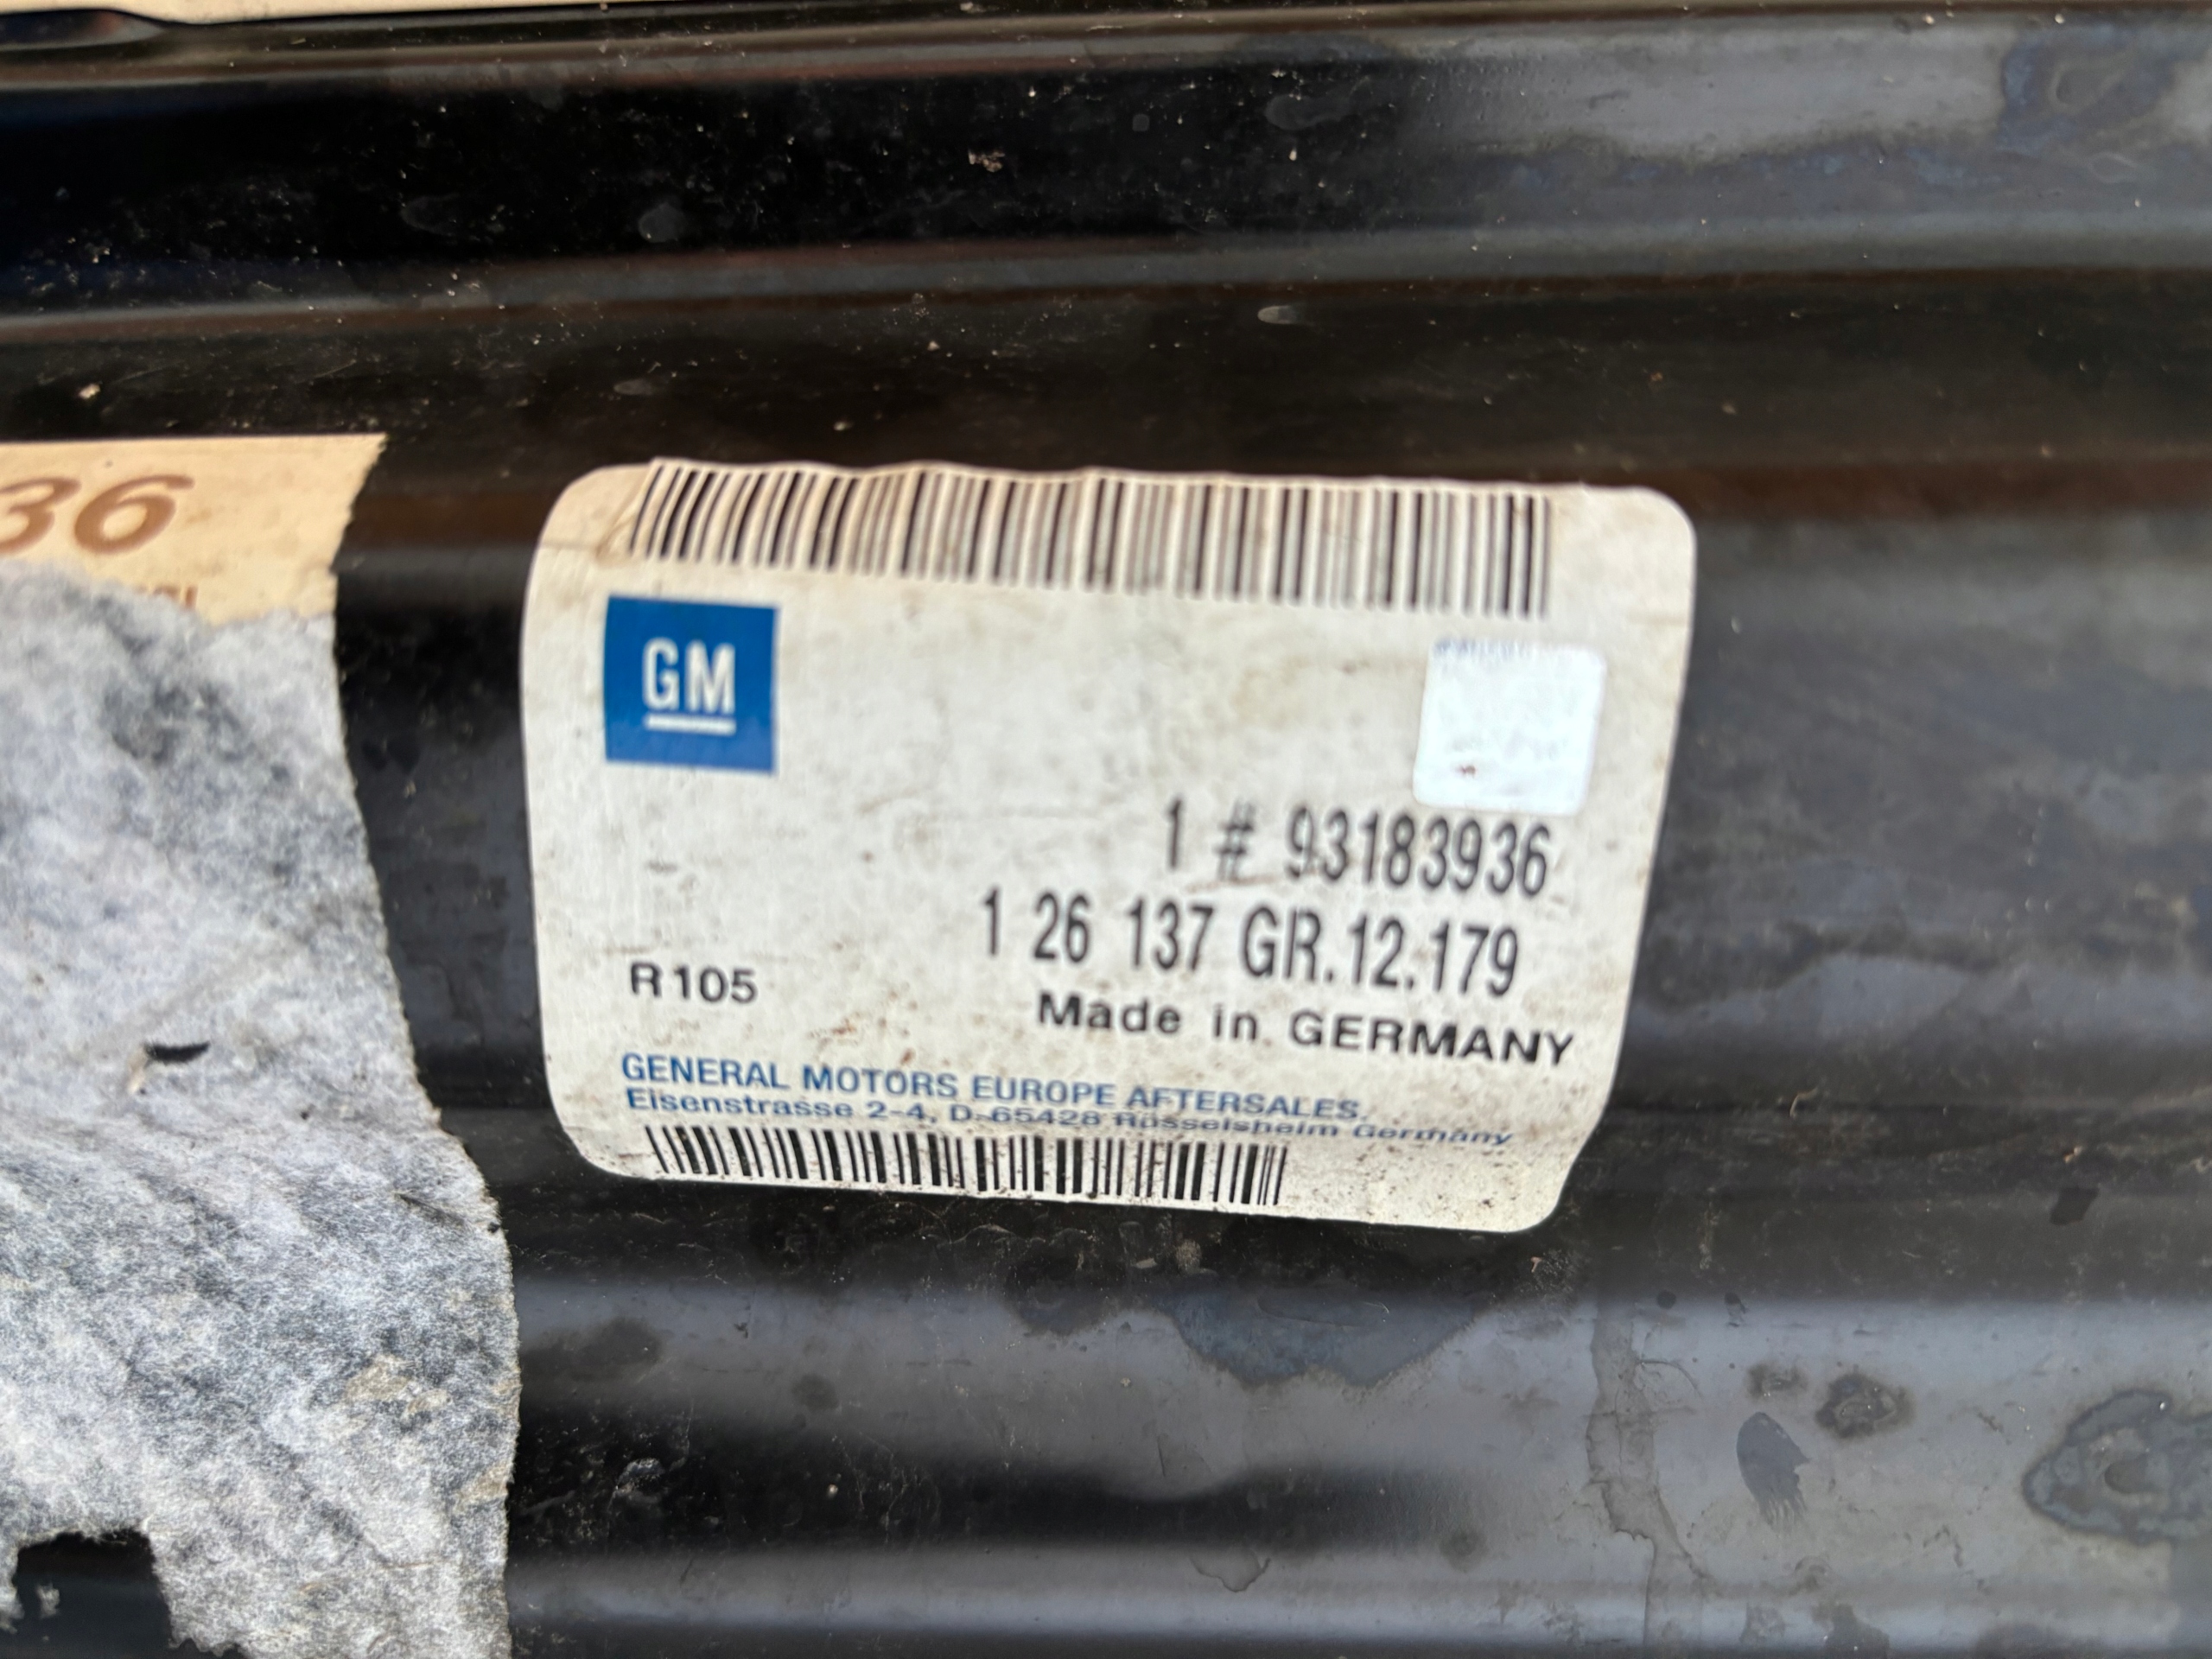 36
GM
1 # 93183936
1 26 137 GR.12.179
R 105
Made in GERMANY
GENERAL MOTORS EUROPE AFTERSALES.
Eisenstrasse 2-4, D-65428 Rüsselsheim Germany